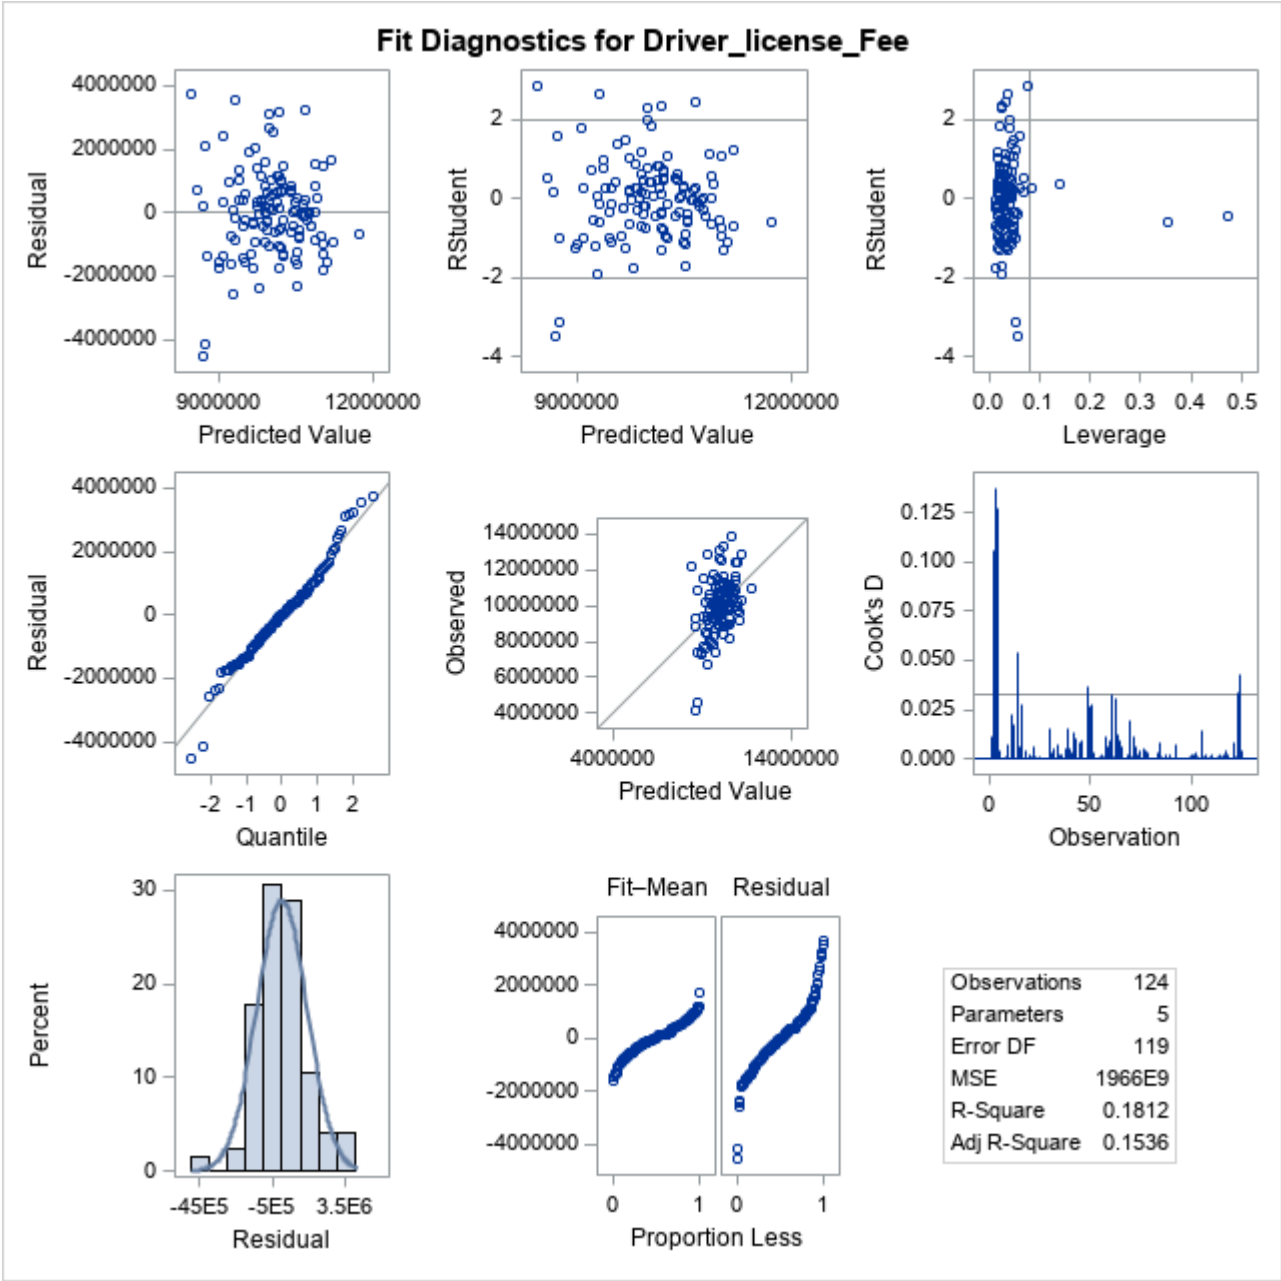 Fit Diagnostics for Driver_license_Fee
4000000
2000000
0
-2000000
-4000000
Residual
9000000 12000000
Predicted Value
2
0
-2
-4
RStudent
9000000 12000000
Predicted Value
2
0
-2
-4
RStudent
0.0 0.1 0.2 0.3 0.4 0.5
Leverage
4000000
2000000
0
-2000000
-4000000
Residual
-2 -1 0 1 2
Quantile
14000000
12000000
10000000
8000000
6000000
4000000
Observed
40000000 14000000
Predicted Value
0.125
0.100
0.075
0.050
0.025
0.000
Cook's D
0 50 100
Observation
30
20
10
0
Percent
-45E5 -5E5 3.5E6
Residual
Fit–Mean Residual
4000000
2000000
0
-2000000
-4000000
0 1 0 1
Proportion Less
Observations 124
Parameters 5
Error DF 119
MSE 1966E9
R-Square 0.1812
Adj R-Square 0.1536